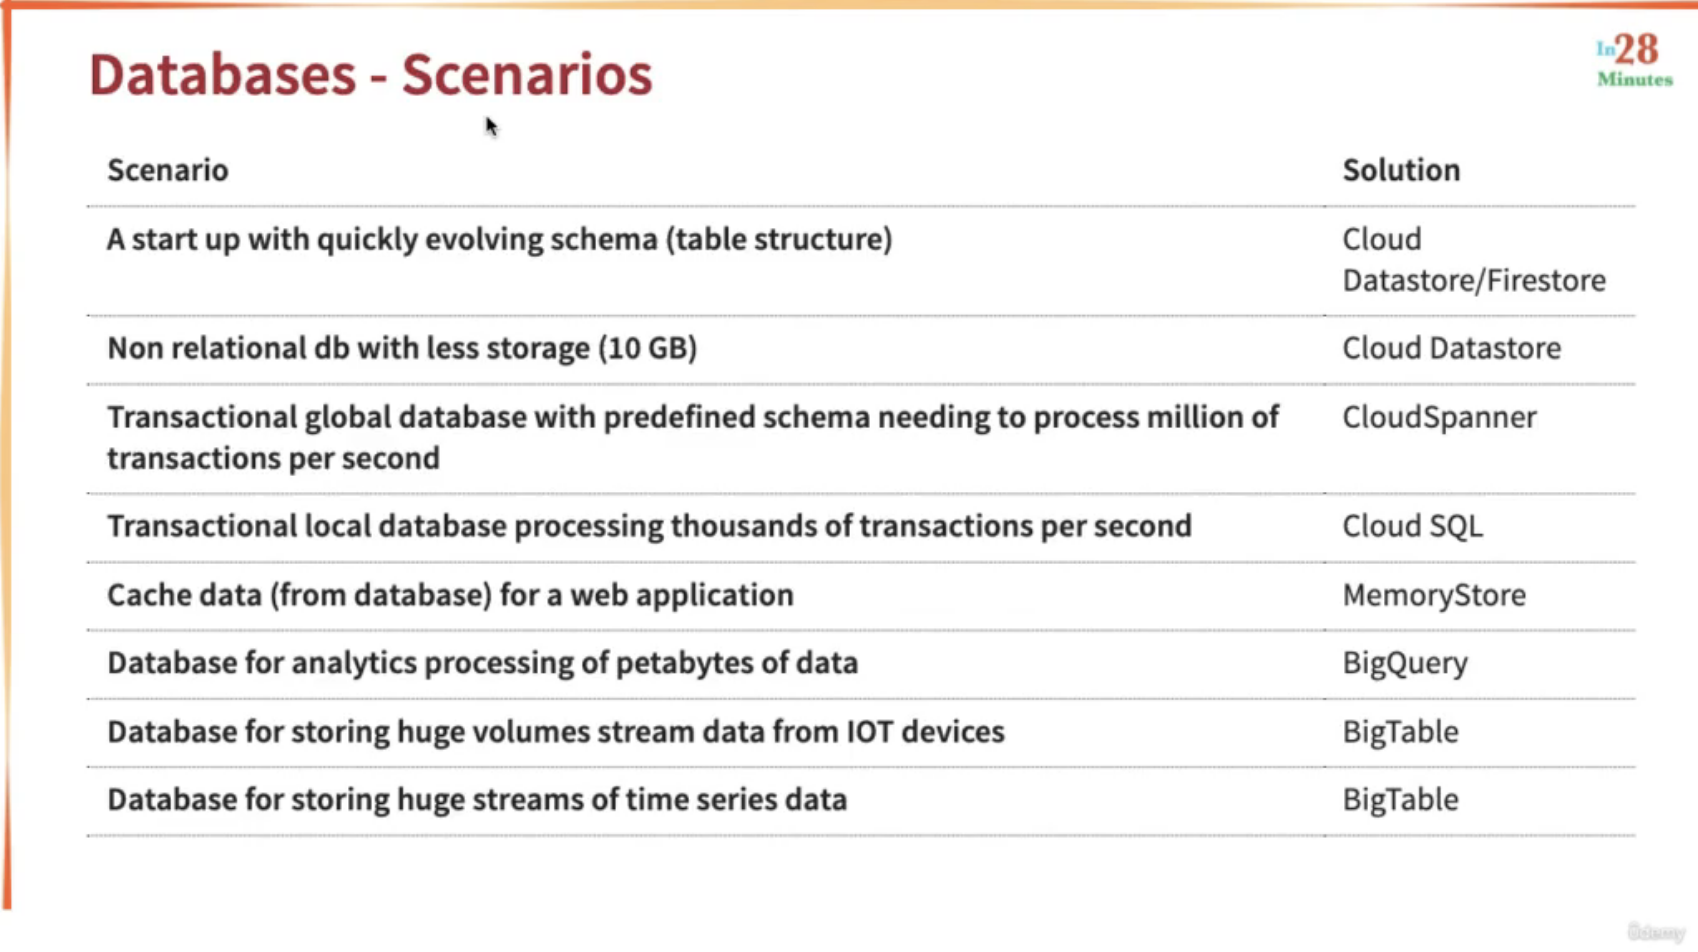 Databases - Scenarios
In28
Minutes
Scenario
Solution
A start up with quickly evolving schema (table structure)
Cloud
Datastore/Firestore
Non relational db with less storage (10 GB)
Cloud Datastore
Transactional global database with predefined schema needing to process million of
transactions per second
CloudSpanner
Transactional local database processing thousands of transactions per second
Cloud SQL
Cache data (from database) for a web application
MemoryStore
Database for analytics processing of petabytes of data
BigQuery
Database for storing huge volumes stream data from IOT devices
BigTable
Database for storing huge streams of time series data
BigTable
ûdemy